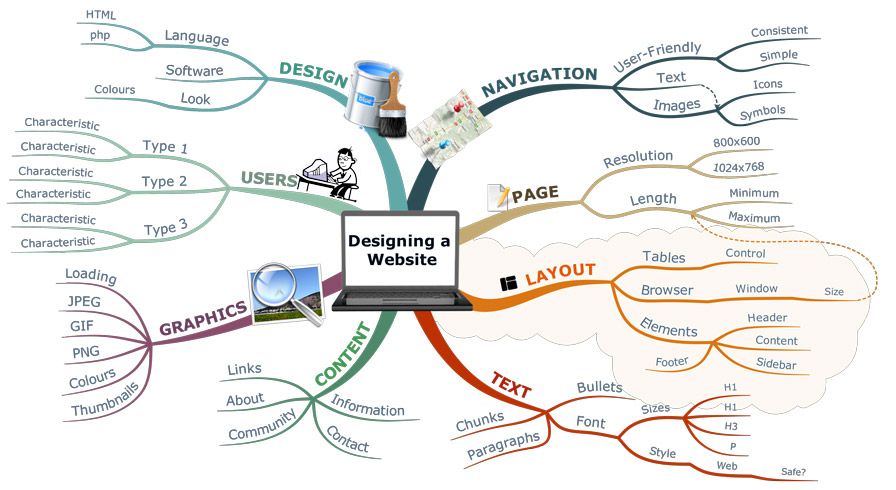 Designing a
Website
DESIGN
Language
HTML
php
Software
Look
Colours
blue
NAVIGATION
User-Friendly
Consistent
Simple
Text
Images
Icons
Symbols
USERS
Type 1
Characteristic
Characteristic
Type 2
Characteristic
Characteristic
Type 3
Characteristic
Characteristic
PAGE
Resolution
800x600
1024x768
Length
Minimum
Maximum
LAYOUT
Tables
Control
Browser
Window
Size
Elements
Header
Content
Sidebar
Footer
GRAPHICS
Loading
JPEG
GIF
PNG
Colours
Thumbnails
CONTENT
Links
About
Community
Information
Contact
TEXT
Bullets
Chunks
Paragraphs
Font
Sizes
H1
H1
H3
P
Style
Web
Safe?